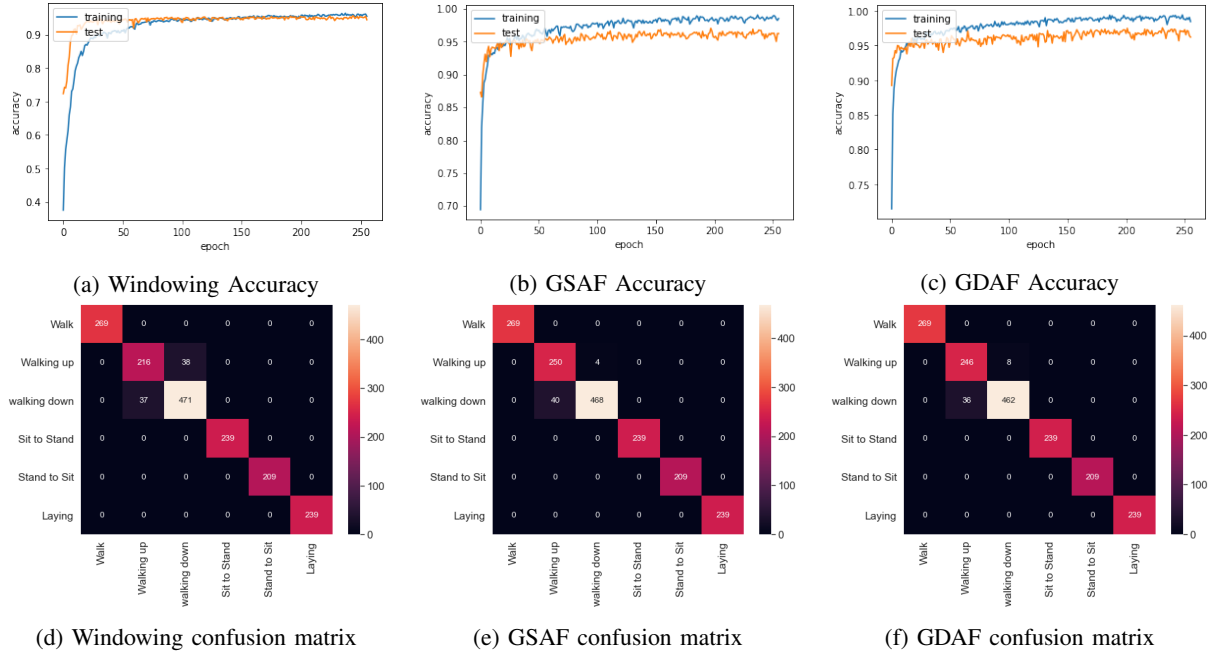 training
test
0.9
0.8
0.7
0.6
0.5
0.4
accuracy
0 50 100 150 200 250
epoch
(a) Windowing Accuracy
training
test
1.00
0.95
0.90
0.85
0.80
0.75
0.70
accuracy
0 50 100 150 200 250
epoch
(b) GSAF Accuracy
training
test
1.00
0.95
0.90
0.85
0.80
0.75
accuracy
0 50 100 150 200 250
epoch
(c) GDAF Accuracy
Walk 269 0 0 0 0 0
Walking up 0 216 38 0 0 0
walking down 0 37 471 0 0 0
Sit to Stand 0 0 0 239 0 0
Stand to Sit 0 0 0 0 209 0
Laying 0 0 0 0 0 239
Walk Walking up walking down Sit to Stand Stand to Sit Laying
400
300
200
100
0
(d) Windowing confusion matrix
Walk 269 0 0 0 0 0
Walking up 0 250 4 0 0 0
walking down 0 40 468 0 0 0
Sit to Stand 0 0 0 239 0 0
Stand to Sit 0 0 0 0 209 0
Laying 0 0 0 0 0 239
Walk Walking up walking down Sit to Stand Stand to Sit Laying
400
300
200
100
0
(e) GSAF confusion matrix
Walk 269 0 0 0 0 0
Walking up 0 246 8 0 0 0
walking down 0 36 462 0 0 0
Sit to Stand 0 0 0 239 0 0
Stand to Sit 0 0 0 0 209 0
Laying 0 0 0 0 0 239
Walk Walking up walking down Sit to Stand Stand to Sit Laying
400
300
200
100
0
(f) GDAF confusion matrix